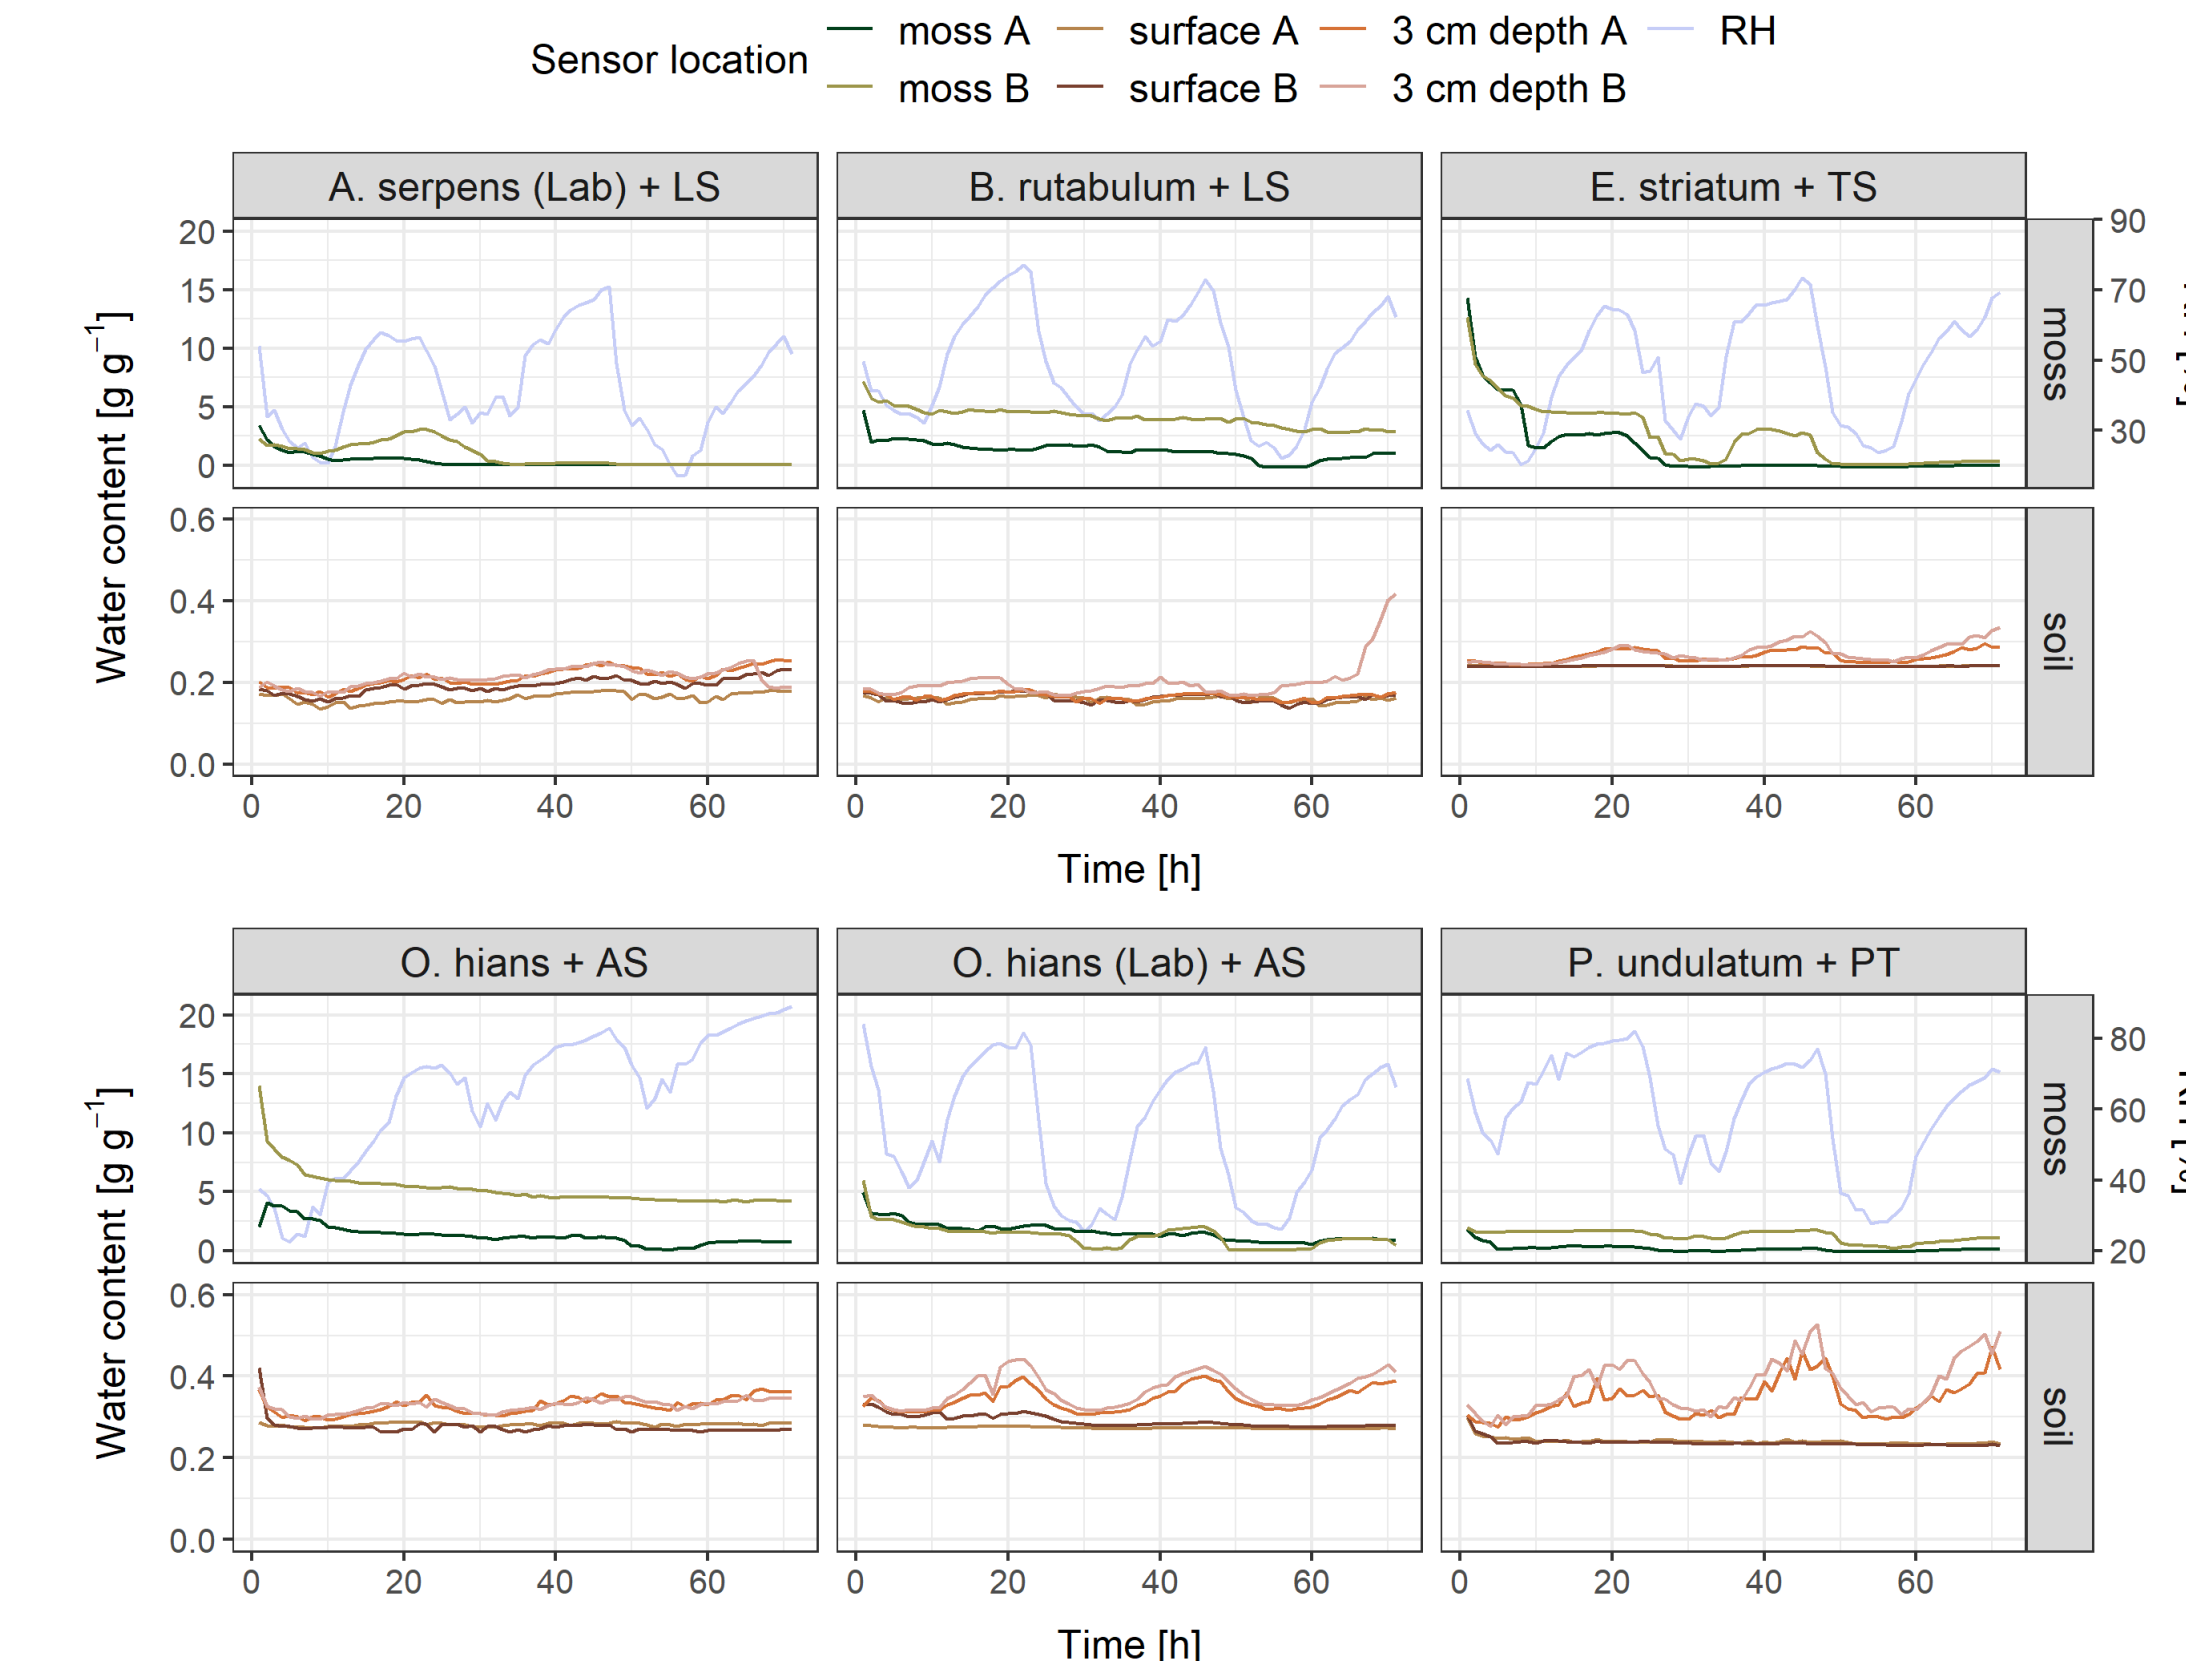 Sensor location
moss A surface A 3 cm depth A RH
moss B surface B 3 cm depth B
A. serpens (Lab) + LS B. rutabulum + LS E. striatum + TS
Water content [g g⁻¹]
20
15
10
5
0
moss
90
70
50
30
0.6
0.4
0.2
0.0
soil
0 20 40 60 0 20 40 60 0 20 40 60
Time [h]
O. hians + AS O. hians (Lab) + AS P. undulatum + PT
Water content [g g⁻¹]
20
15
10
5
0
moss
80
60
40
20
0.6
0.4
0.2
0.0
soil
0 20 40 60 0 20 40 60 0 20 40 60
Time [h]